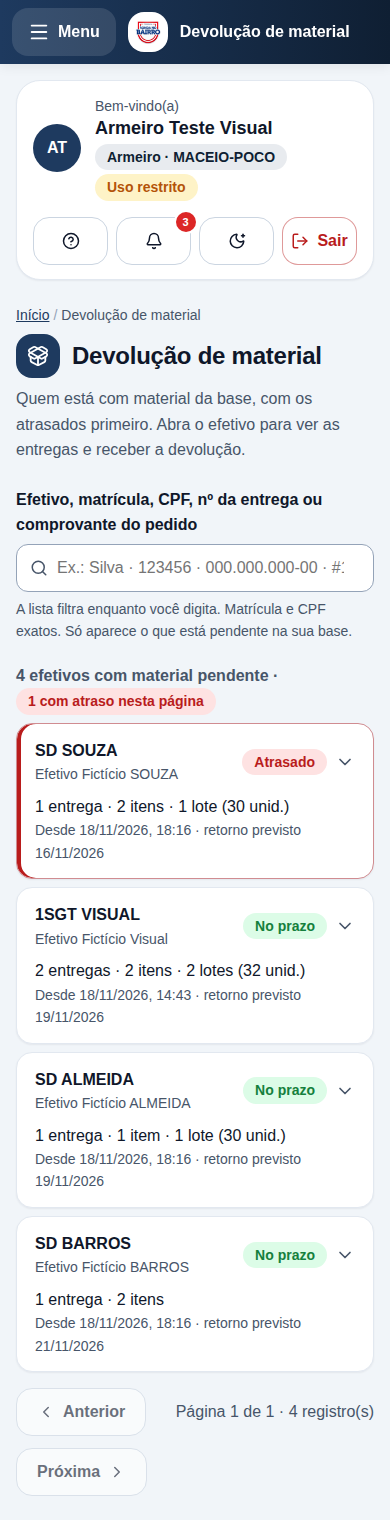 Menu
BAIRRO
Devolução de material
Bem-vindo(a)
AT
Armeiro Teste Visual
Armeiro · MACEIO-POCO
Uso restrito
3
Sair
Início / Devolução de material
Devolução de material
Quem está com material da base, com os
atrasados primeiro. Abra o efetivo para ver as
entregas e receber a devolução.
Efetivo, matrícula, CPF, nº da entrega ou
comprovante do pedido
Ex.: Silva · 123456 · 000.000.000-00 · #
A lista filtra enquanto você digita. Matrícula e CPF
exatos. Só aparece o que está pendente na sua base.
4 efetivos com material pendente ·
1 com atraso nesta página
SD SOUZA
Atrasado
Efetivo Fictício SOUZA
1 entrega · 2 itens · 1 lote (30 unid.)
Desde 18/11/2026, 18:16 · retorno previsto
16/11/2026
1SGT VISUAL
No prazo
Efetivo Fictício Visual
2 entregas · 2 itens · 2 lotes (32 unid.)
Desde 18/11/2026, 14:43 · retorno previsto
19/11/2026
SD ALMEIDA
No prazo
Efetivo Fictício ALMEIDA
1 entrega · 1 item · 1 lote (30 unid.)
Desde 18/11/2026, 18:16 · retorno previsto
19/11/2026
SD BARROS
No prazo
Efetivo Fictício BARROS
1 entrega · 2 itens
Desde 18/11/2026, 18:16 · retorno previsto
21/11/2026
Anterior
Página 1 de 1 · 4 registro(s)
Próxima